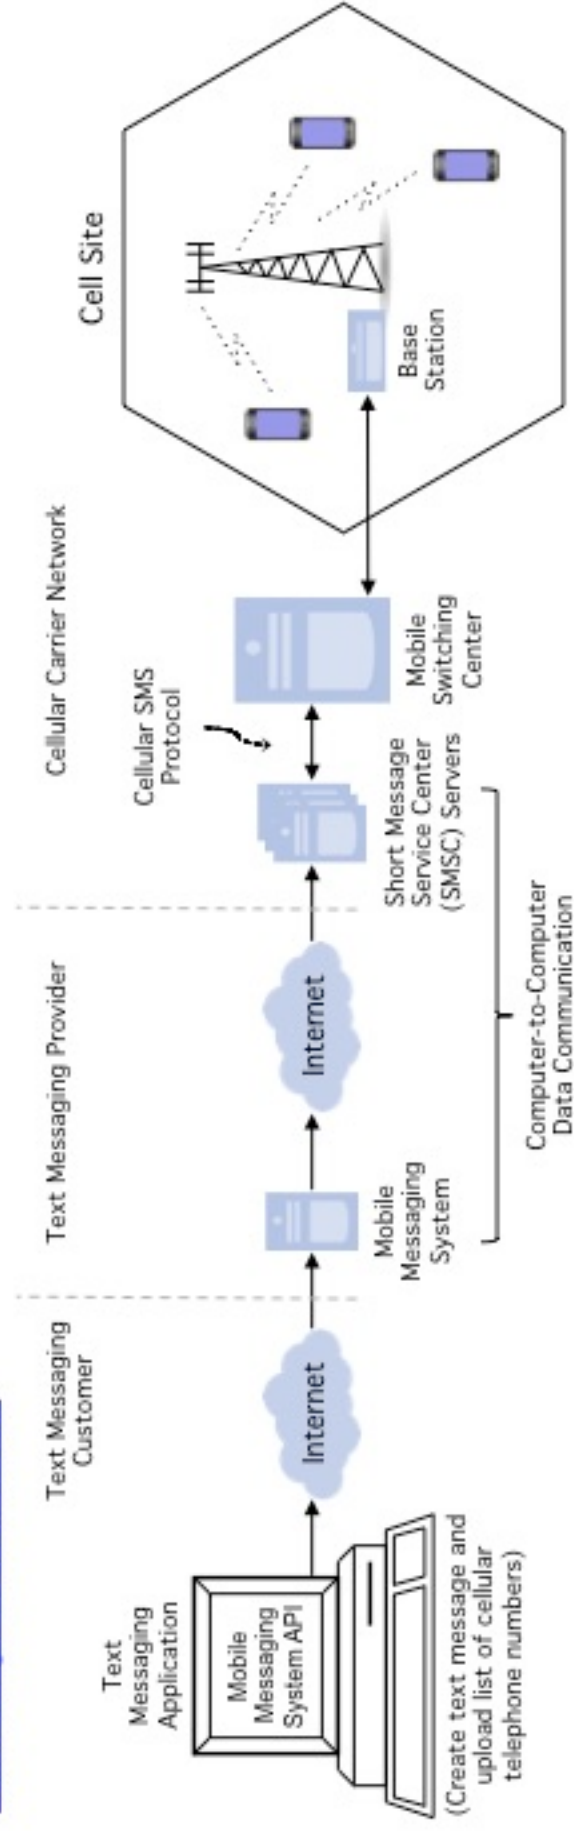 Text Messaging
Customer
Text Messaging Provider
Cellular Carrier Network
Cell Site
Text
Messaging
Application
Mobile
Messaging
System API
(Create text message and
upload list of cellular
telephone numbers)
Internet
Mobile
Messaging
System
Internet
Short Message
Service Center
(SMSC) Servers
Cellular SMS
Protocol
Mobile
Switching
Center
Base
Station
Computer-to-Computer
Data Communication